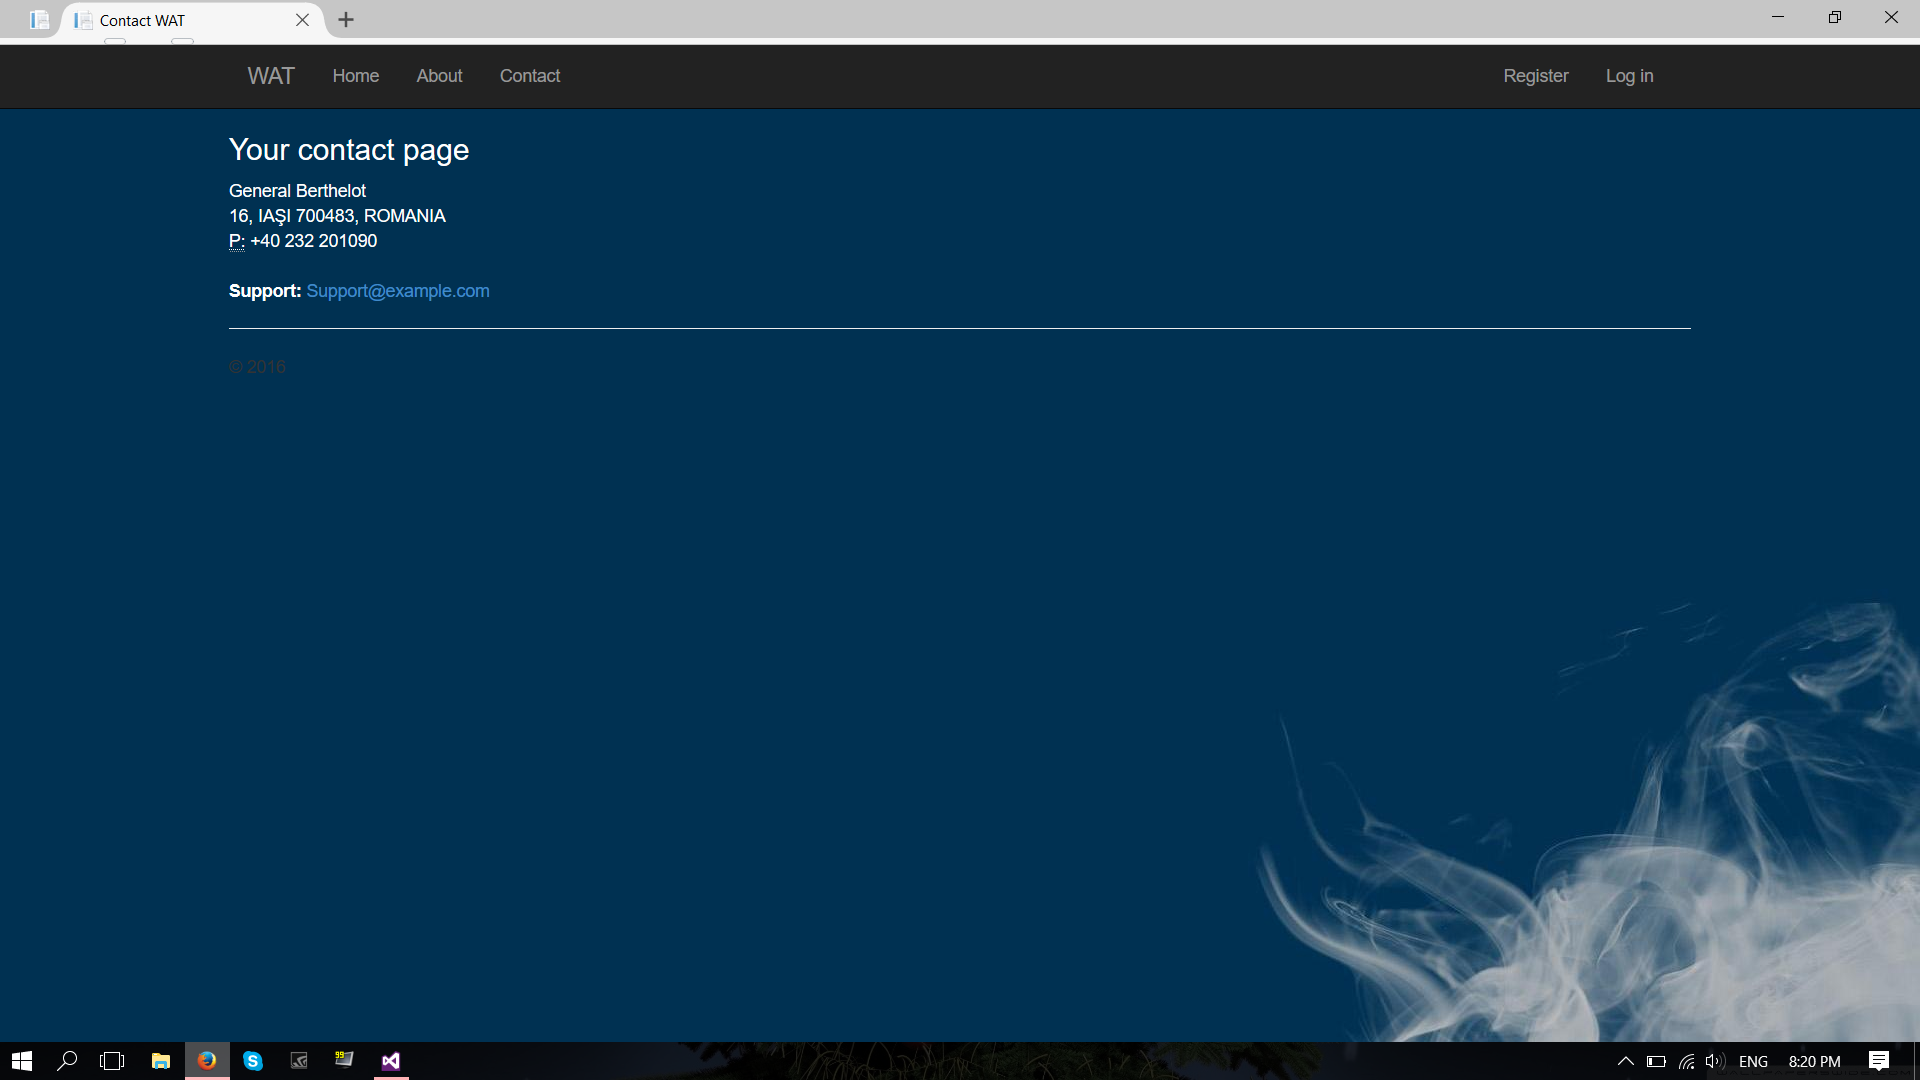 Contact WAT
WAT Home About Contact Register Log in
Your contact page
General Berthelot
16, IAŞI 700483, ROMANIA
P: +40 232 201090
Support: Support@example.com
© 2016
99
ENG 8:20 PM